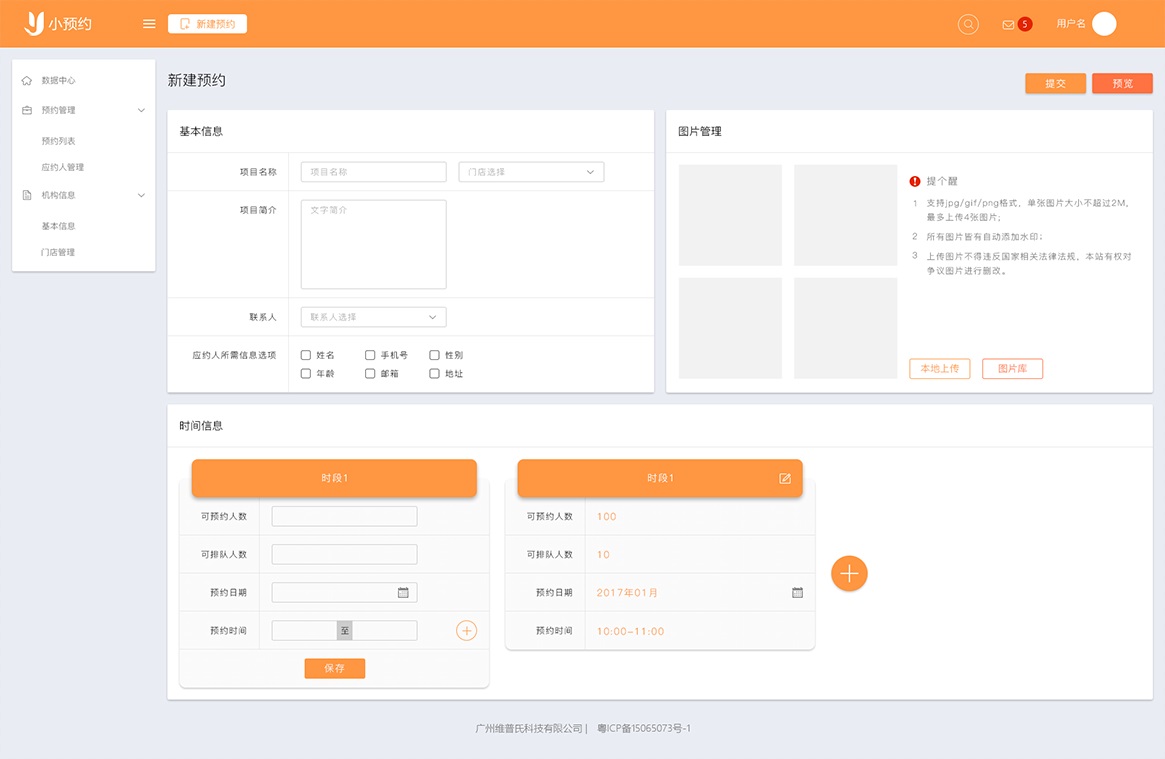 小预约
新建预约
5
用户名
数据中心
预约管理
预约列表
应约人管理
机构信息
基本信息
门店管理
新建预约
提交
预览
基本信息
项目名称
项目名称
门店选择
项目简介
文字简介
联系人
联系人选择
应约人所需信息选项
姓名
手机号
性别
年龄
邮箱
地址
图片管理
提个醒
1 支持jpg/gif/png格式，单张图片大小不超过2M，
最多上传4张图片；
2 所有图片皆有自动添加水印；
3 上传图片不得违反国家相关法律法规，本站有权对
争议图片进行删改。
本地上传
图片库
时间信息
时段1
可预约人数
可排队人数
预约日期
预约时间
至
保存
时段1
可预约人数
100
可排队人数
10
预约日期
2017年01月
预约时间
10:00-11:00
广州维普氏科技有限公司| 粤ICP备15065073号-1